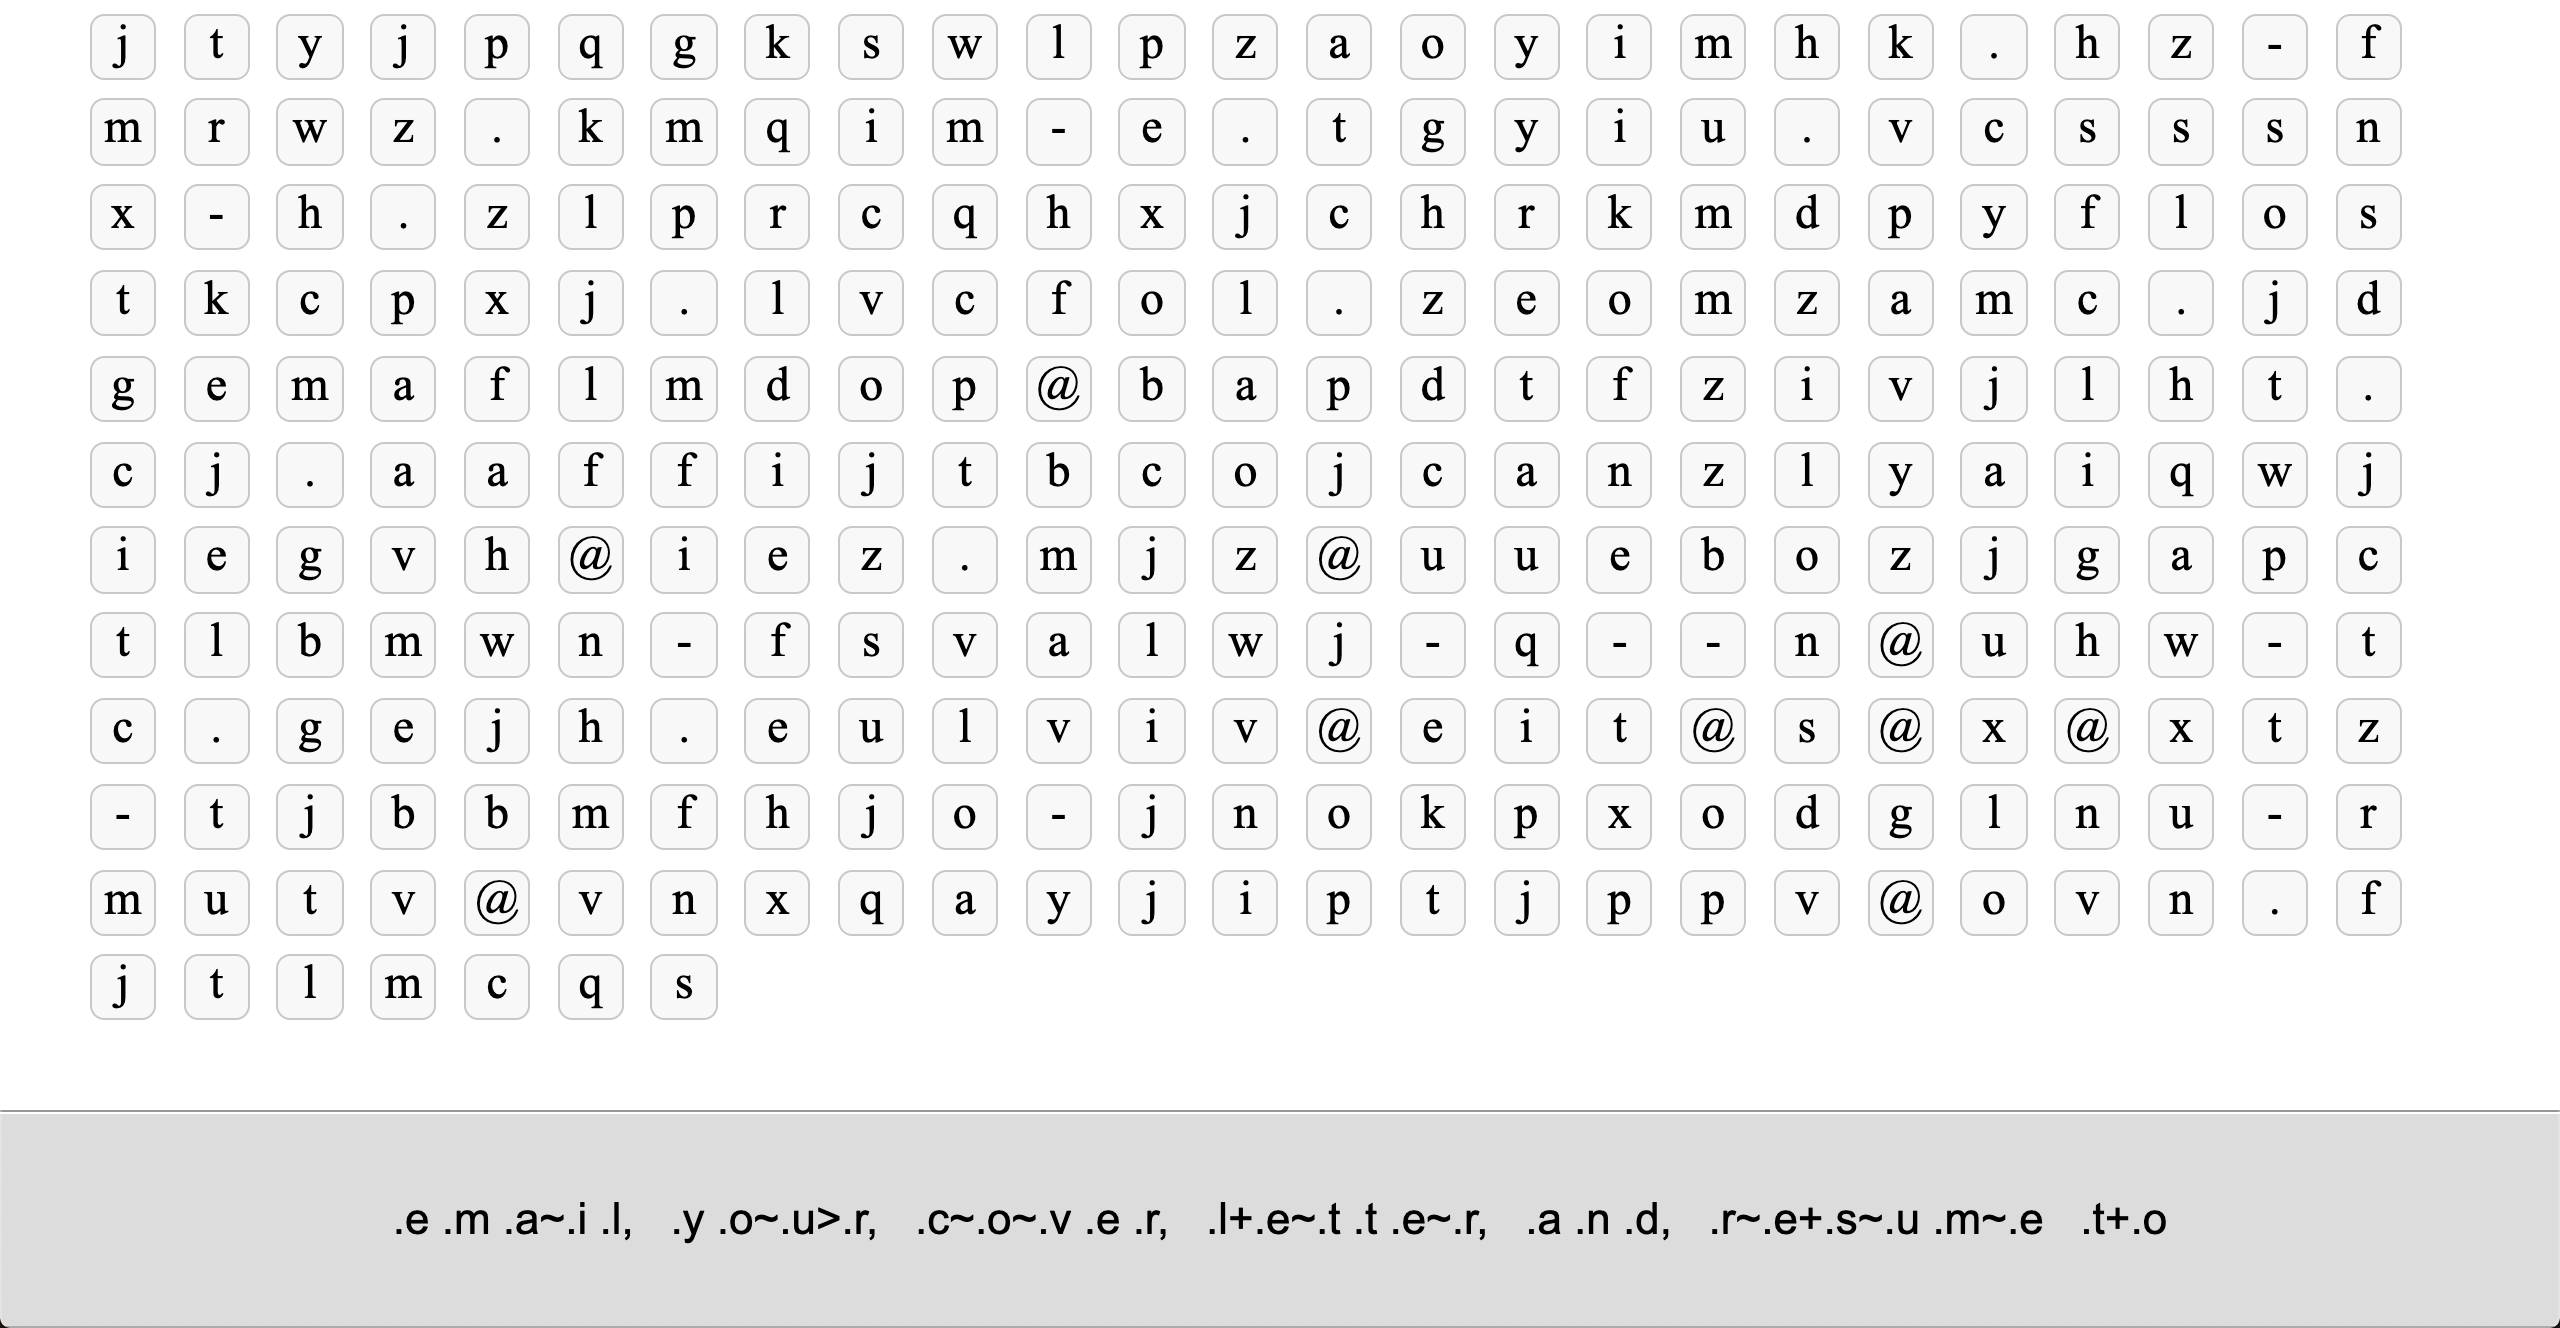 j t y j p q g k s w l p z a o y i m h k . h z - f
m r w z . k m q i m - e . t g y i u . v c s s s n
x - h . z l p r c q h x j c h r k m d p y f l o s
t k c p x j . l v c f o l . z e o m z a m c . j d
g e m a f l m d o p @ b a p d t f z i v j l h t .
c j . a a f f i j t b c o j c a n z l y a i q w j
i e g v h @ i e z . m j z @ u u e b o z j g a p c
t l b m w n - f s v a l w j - q - - n @ u h w - t
c . g e j h . e u l v i v @ e i t @ s @ x @ x t z
- t j b b m f h j o - j n o k p x o d g l n u - r
m u t v @ v n x q a y j i p t j p p v @ o v n . f
j t l m c q s
.e .m .a~.i .l, .y .o~.u>.r, .c~.o~.v .e .r, .l+.e~.t .t .e~.r, .a .n .d, .r~.e+.s~.u .m~.e .t+.o